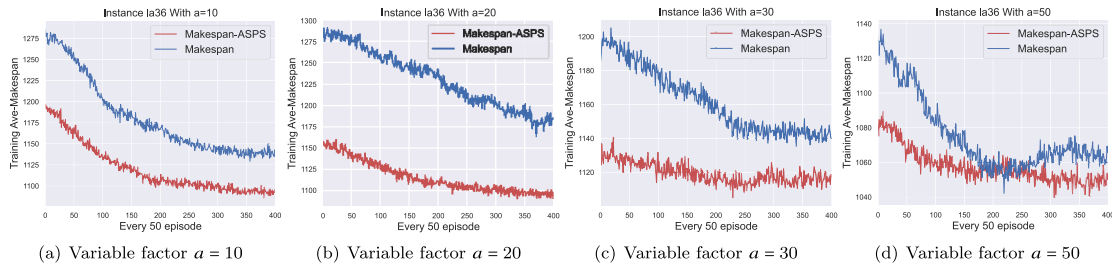 Instance la36 With a=10
Training Ave-Makespan
1275
1250
1225
1200
1175
1150
1125
1100
Makespan-ASPS
Makespan
0 50 100 150 200 250 300 350 400
Every 50 episode
(a) Variable factor a = 10
Instance la36 With a=20
Training Ave-Makespan
1300
1250
1200
1150
1100
Makespan-ASPS
Makespan
0 50 100 150 200 250 300 350 400
Every 50 episode
(b) Variable factor a = 20
Instance la36 With a=30
Training Ave-Makespan
1200
1180
1160
1140
1120
Makespan-ASPS
Makespan
0 50 100 150 200 250 300 350 400
Every 50 episode
(c) Variable factor a = 30
Instance la36 With a=50
Training Ave-Makespan
1140
1120
1100
1080
1060
1040
Makespan-ASPS
Makespan
0 50 100 150 200 250 300 350 400
Every 50 episode
(d) Variable factor a = 50